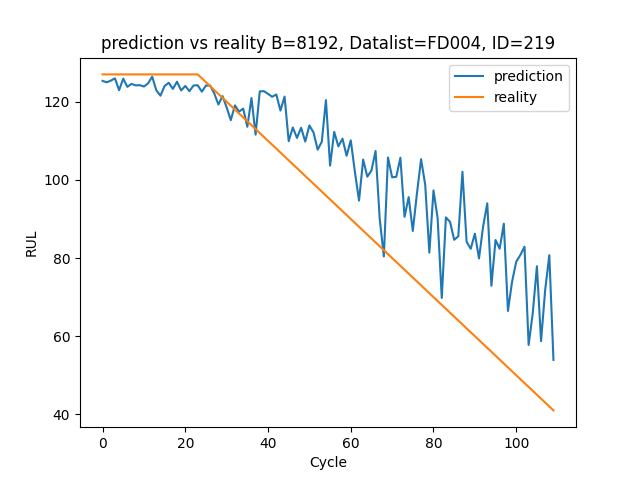 prediction vs reality B=8192, Datalist=FD004, ID=219
prediction
reality
RUL
120
100
80
60
40
0 20 40 60 80 100
Cycle